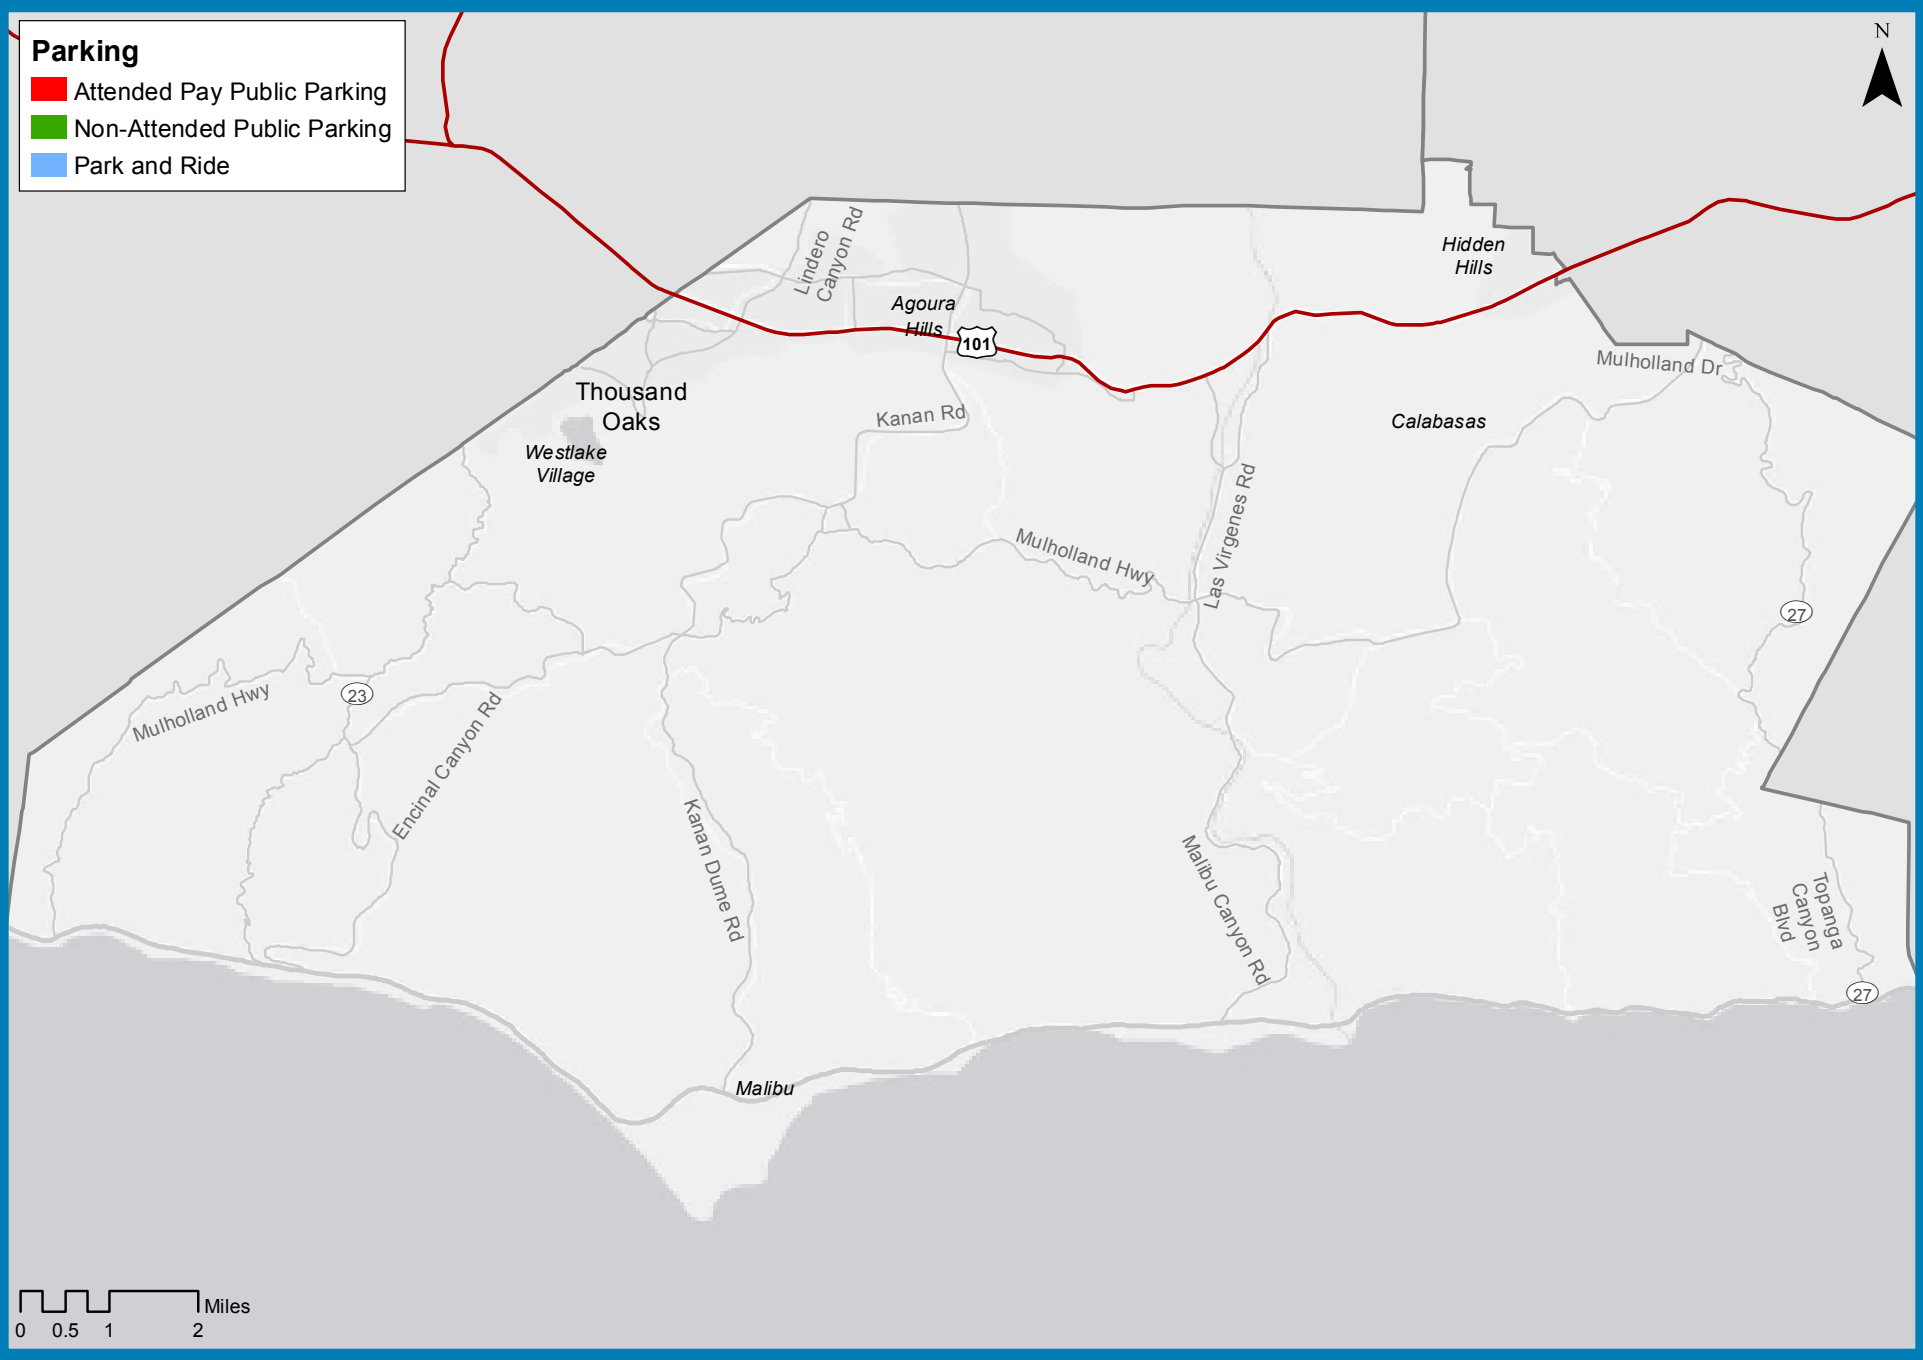 Parking
Attended Pay Public Parking
Non-Attended Public Parking
Park and Ride
N
Lindero
Canyon Rd
Hidden
Hills
Agoura
Hills
101
Mulholland Dr
Thousand
Oaks
Kanan Rd
Calabasas
Westlake
Village
Las Virgenes Rd
Mulholland Hwy
27
Mulholland Hwy
23
Encinal Canyon Rd
Kanan Dume Rd
Malibu Canyon Rd
Topanga
Canyon
Blvd
27
Malibu
Miles
0 0.5 1 2